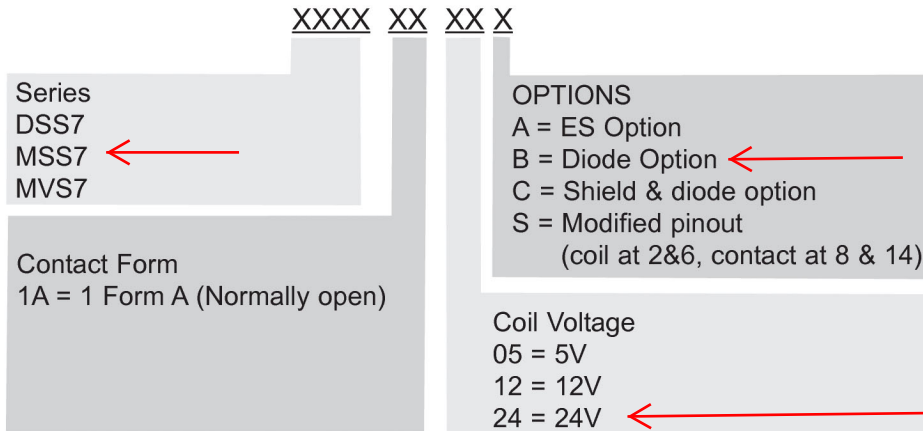 XXXX XX XX X
Series
DSS7
MSS7
MVS7
OPTIONS
A = ES Option
B = Diode Option
C = Shield & diode option
S = Modified pinout
(coil at 2&6, contact at 8 & 14)
Contact Form
1A = 1 Form A (Normally open)
Coil Voltage
05 = 5V
12 = 12V
24 = 24V